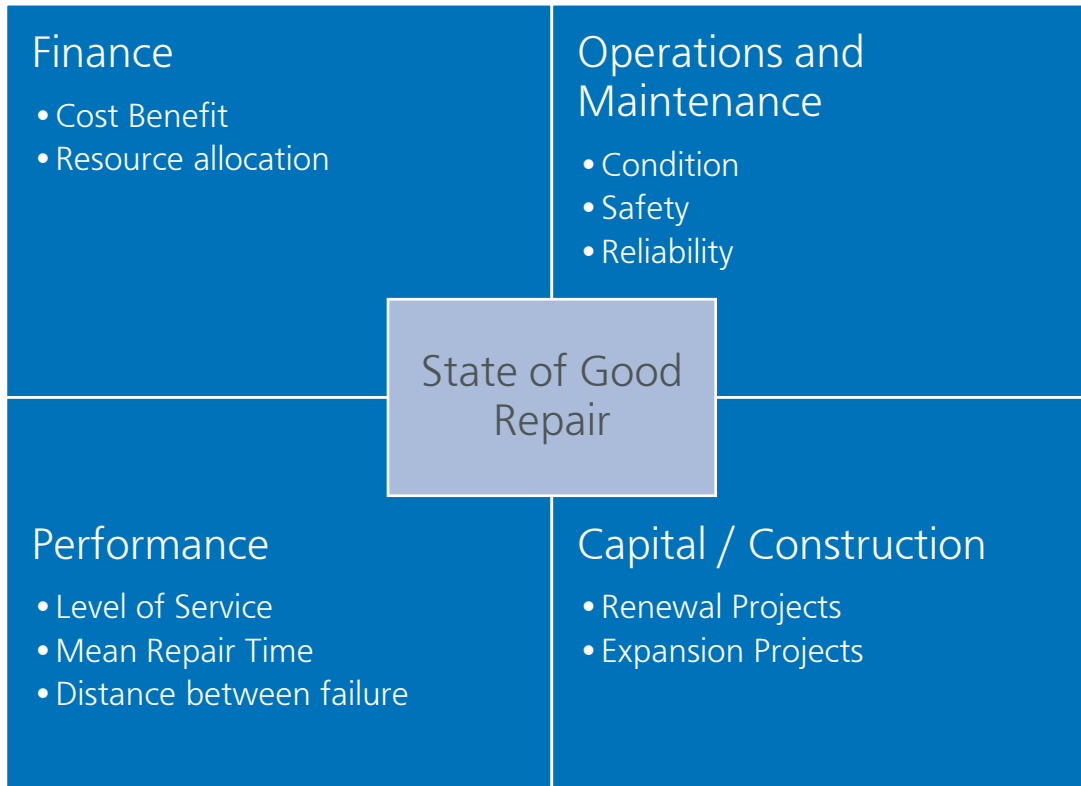 Finance
• Cost Benefit
• Resource allocation
Operations and
Maintenance
• Condition
• Safety
• Reliability
State of Good
Repair
Performance
• Level of Service
• Mean Repair Time
• Distance between failure
Capital / Construction
• Renewal Projects
• Expansion Projects